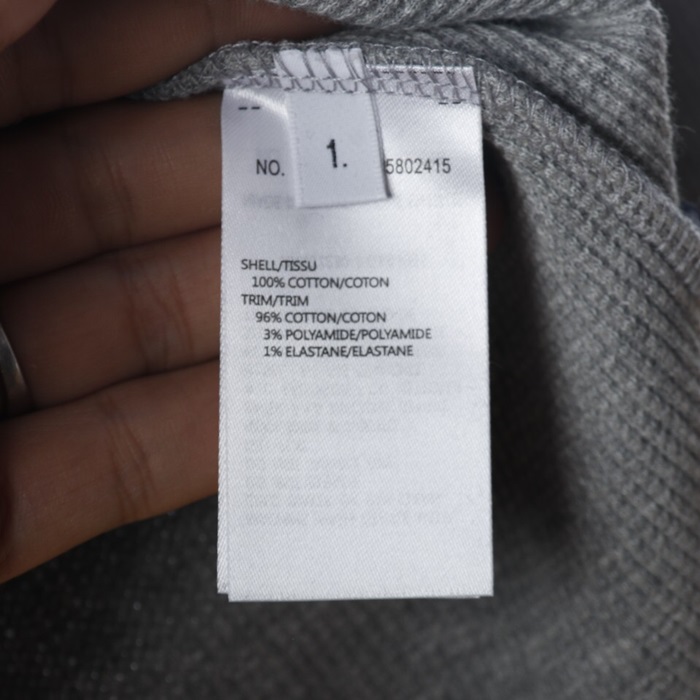 1.
NO. 5802415
SHELL/TISSU
100% COTTON/COTON
TRIM/TRIM
96% COTTON/COTON
3% POLYAMIDE/POLYAMIDE
1% ELASTANE/ELASTANE